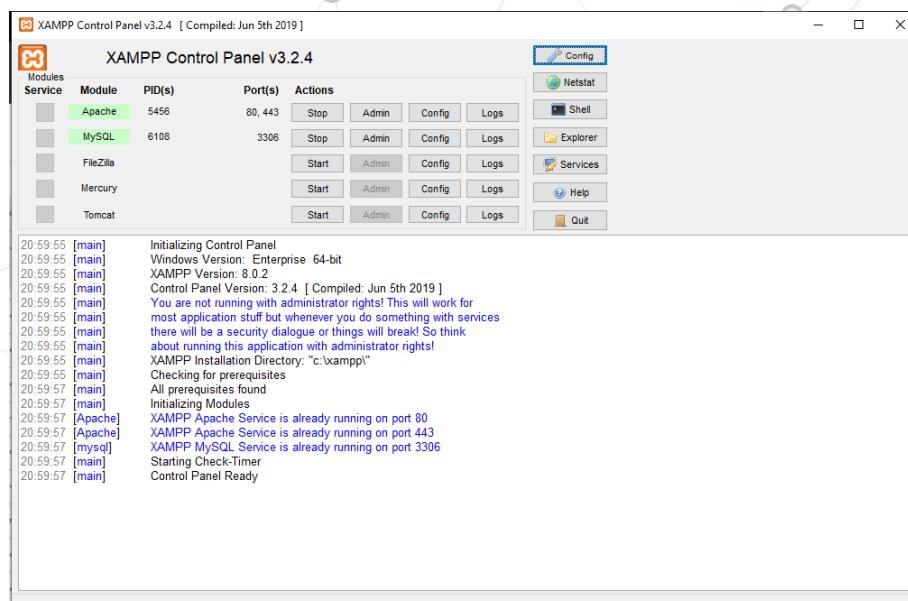 XAMPP Control Panel v3.2.4 [ Compiled: Jun 5th 2019 ]
XAMPP Control Panel v3.2.4
Config
Modules
Service Module PID(s) Port(s) Actions
Netstat
Apache 5456 80, 443 Stop Admin Config Logs
Shell
MySQL 6108 3306 Stop Admin Config Logs
Explorer
FileZilla Start Admin Config Logs
Services
Mercury Start Admin Config Logs
Help
Tomcat Start Admin Config Logs
Quit
20:59:55 [main] Initializing Control Panel
20:59:55 [main] Windows Version: Enterprise 64-bit
20:59:55 [main] XAMPP Version: 8.0.2
20:59:55 [main] Control Panel Version: 3.2.4 [ Compiled: Jun 5th 2019 ]
20:59:55 [main] You are not running with administrator rights! This will work for
20:59:55 [main] most application stuff but whenever you do something with services
20:59:55 [main] there will be a security dialogue or things will break! So think
20:59:55 [main] about running this application with administrator rights!
20:59:55 [main] XAMPP Installation Directory: "c:\xampp\"
20:59:55 [main] Checking for prerequisites
20:59:57 [main] All prerequisites found
20:59:57 [main] Initializing Modules
20:59:57 [Apache] XAMPP Apache Service is already running on port 80
20:59:57 [Apache] XAMPP Apache Service is already running on port 443
20:59:57 [mysql] XAMPP MySQL Service is already running on port 3306
20:59:57 [main] Starting Check-Timer
20:59:57 [main] Control Panel Ready